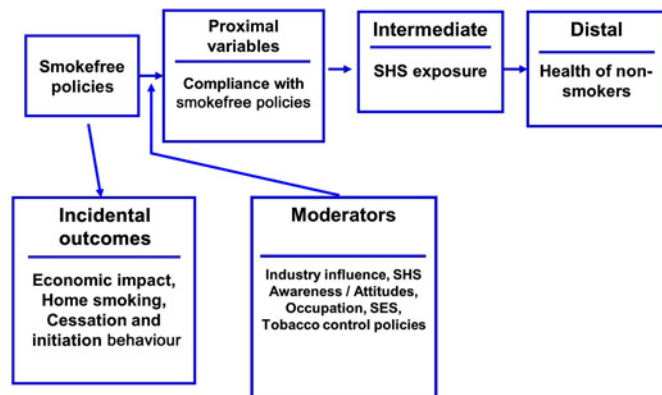 Smokefree
policies
Proximal
variables
Compliance with
smokefree policies
Intermediate
SHS exposure
Distal
Health of non-
smokers
Incidental
outcomes
Economic impact,
Home smoking,
Cessation and
initiation behaviour
Moderators
Industry influence, SHS
Awareness / Attitudes,
Occupation, SES,
Tobacco control policies